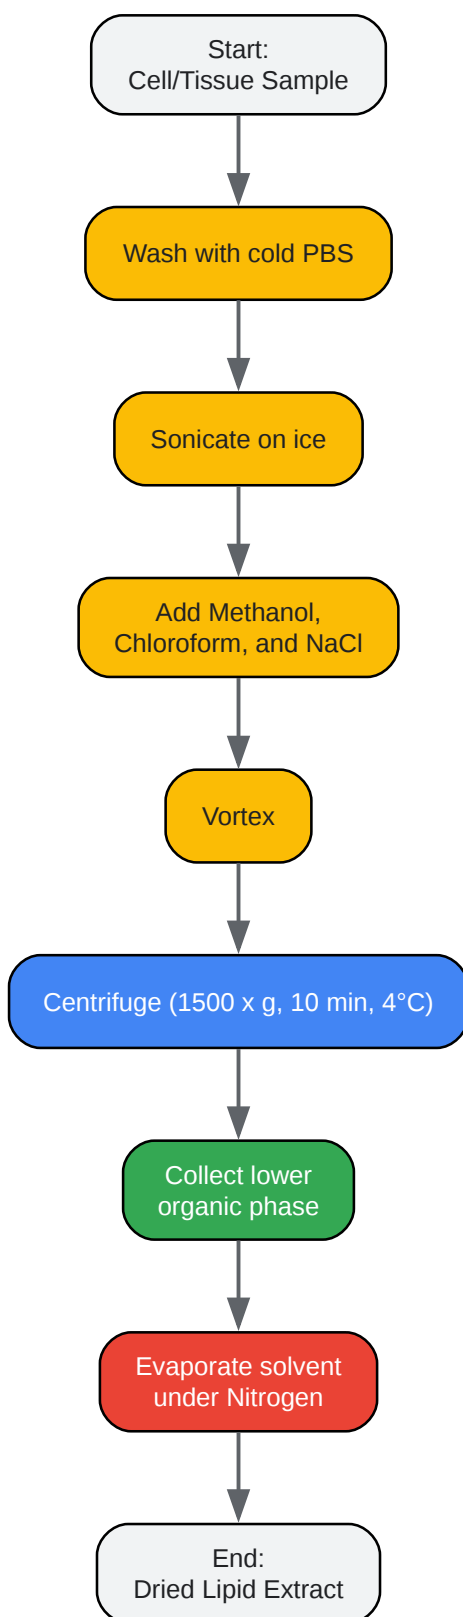 Start:
Cell/Tissue Sample
Wash with cold PBS
Sonicate on ice
Add Methanol,
Chloroform, and NaCl
Vortex
Centrifuge (1500 x g, 10 min, 4°C)
Collect lower
organic phase
Evaporate solvent
under Nitrogen
End:
Dried Lipid Extract